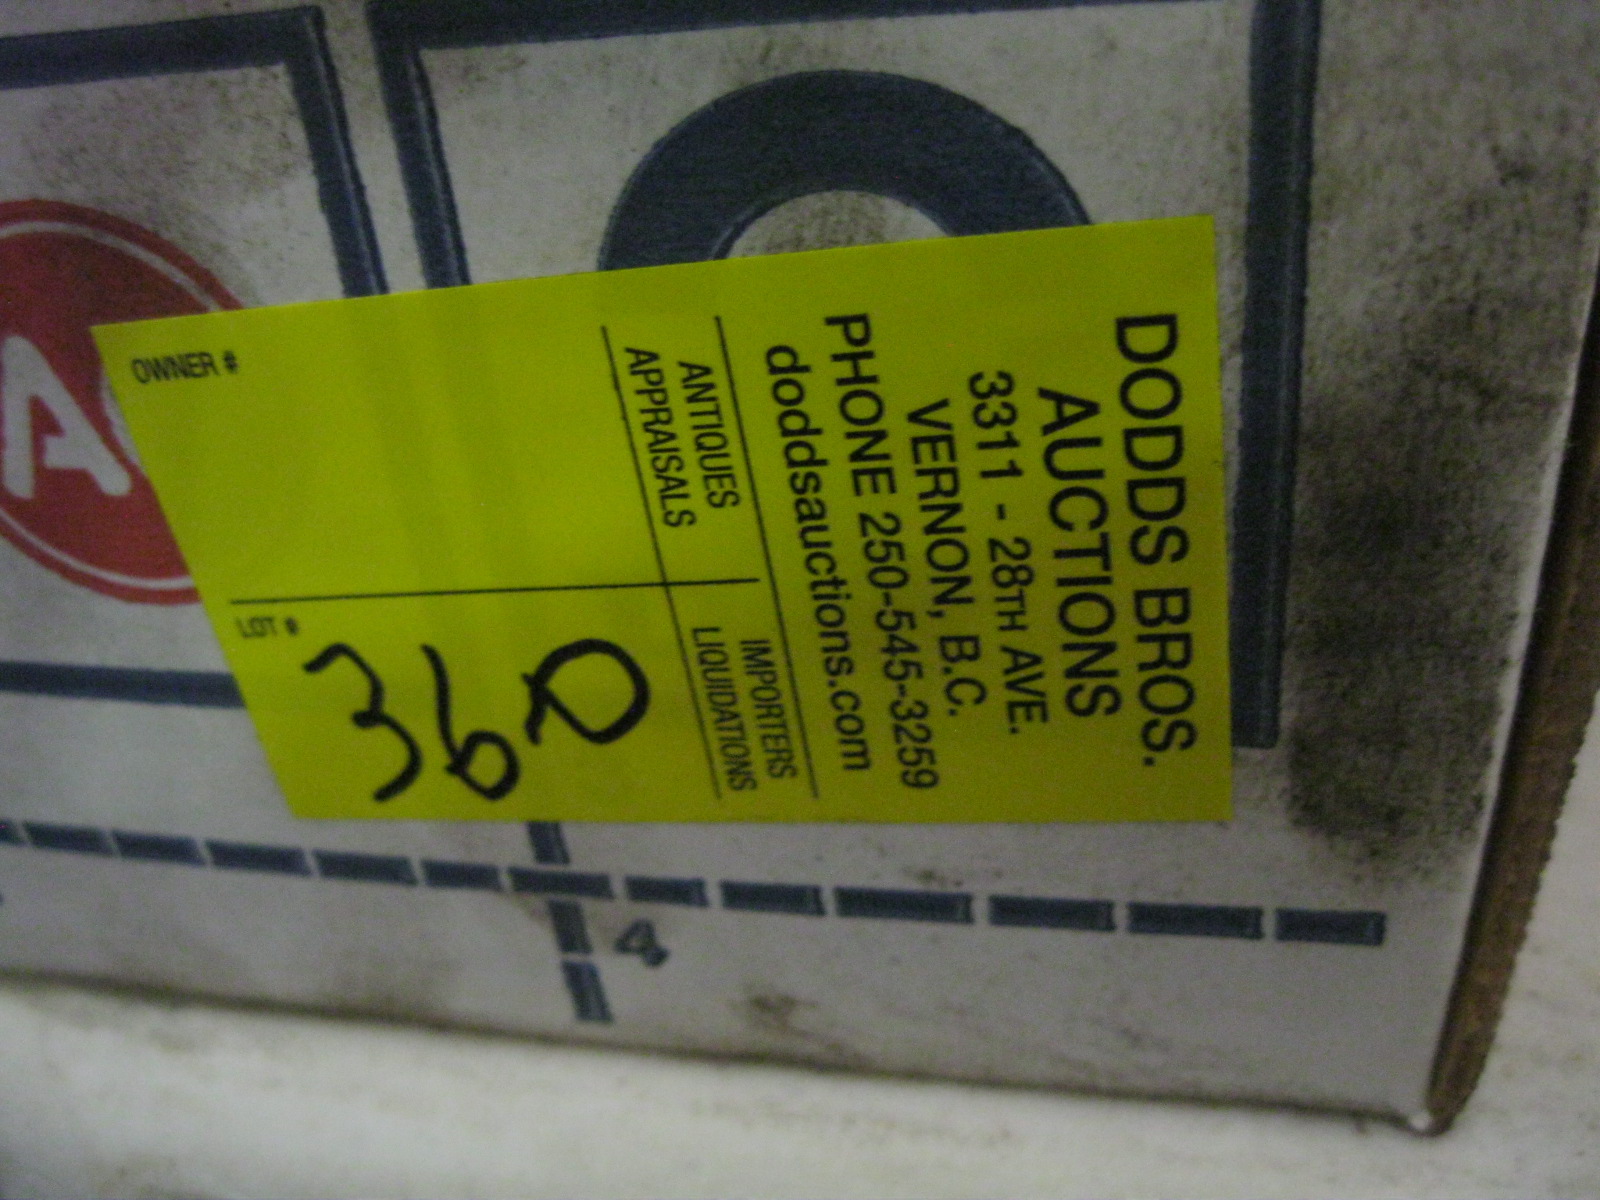 DODDS BROS.
AUCTIONS
3311 - 28TH AVE.
VERNON, B.C.
PHONE 250-545-3259
doddsauctions.com
ANTIQUES
APPRAISALS
IMPORTERS
LIQUIDATIONS
OWNER #
LOT #
360
A
4